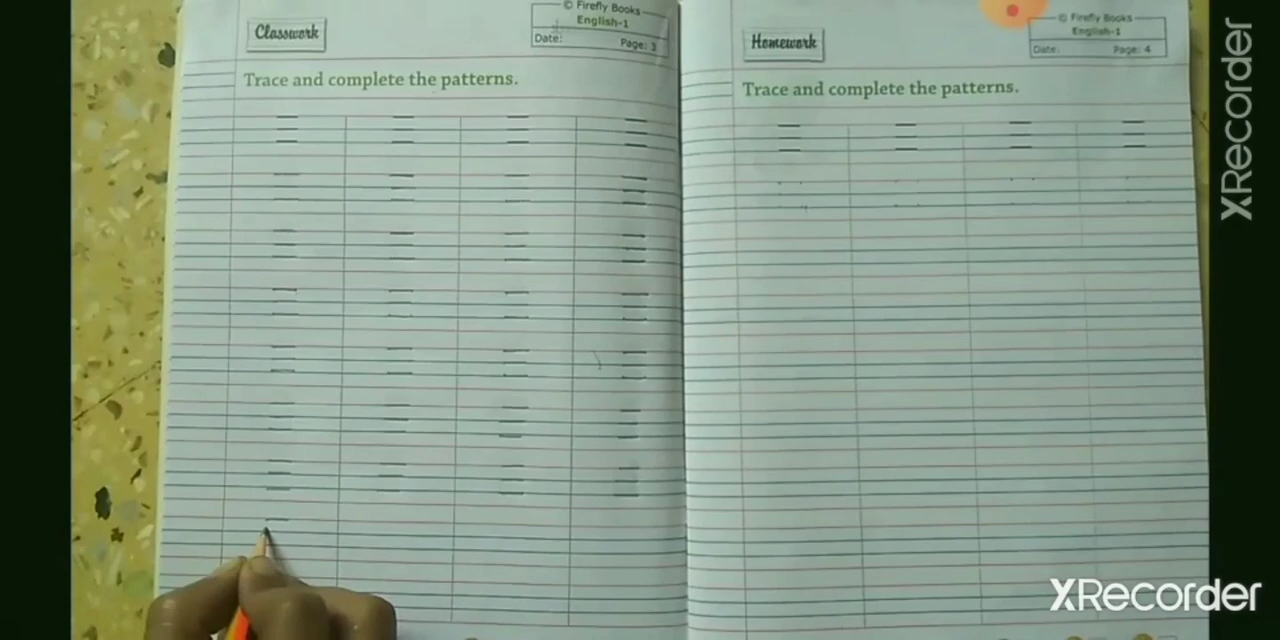 Classwork
© Firefly Books
English-1
Date:
Page: 3
Trace and complete the patterns.
Homework
© Firefly Books
English-1
Date:
Page: 4
Trace and complete the patterns.
XRecorder
XRecorder